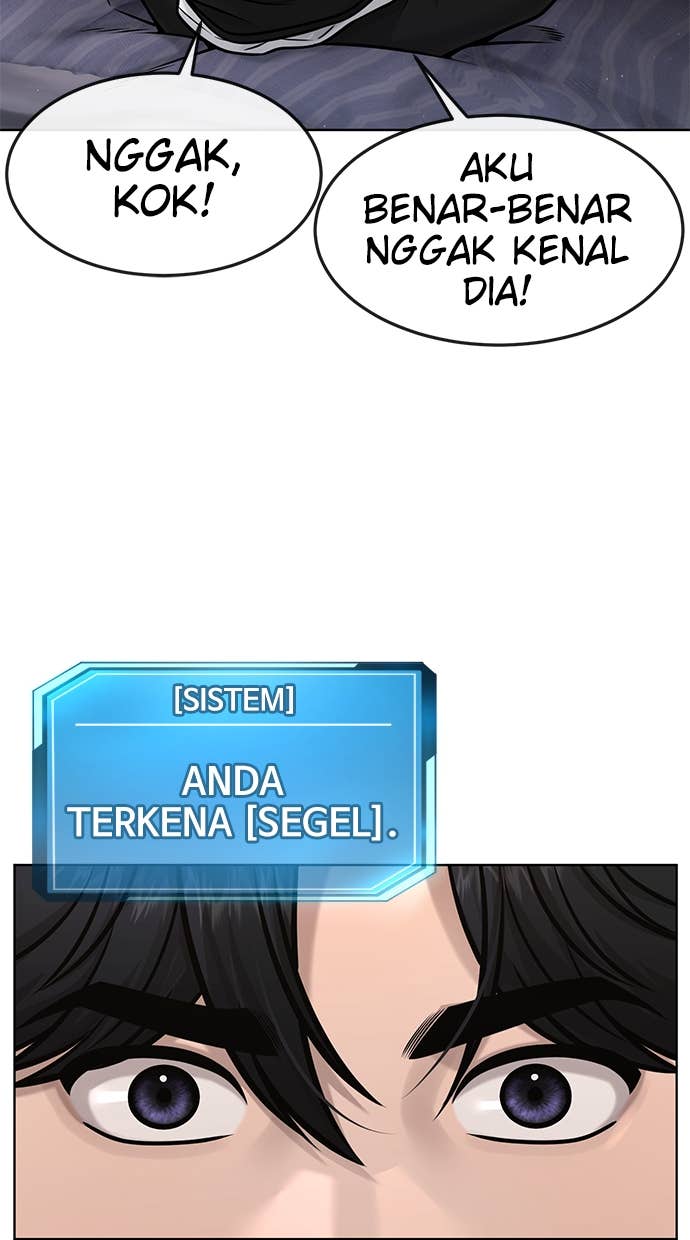 NGGAK,
KOK!
AKU
BENAR-BENAR
NGGAK KENAL
DIA!
[SISTEM]
ANDA
TERKENA [SEGEL].